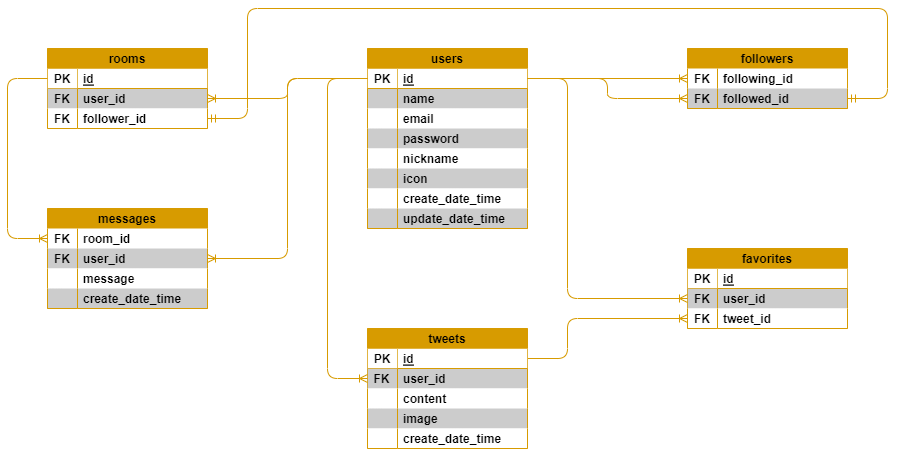 rooms
PK id
FK user_id
FK follower_id
users
PK id
name
email
password
nickname
icon
create_date_time
update_date_time
followers
FK following_id
FK followed_id
messages
FK room_id
FK user_id
message
create_date_time
favorites
PK id
FK user_id
FK tweet_id
tweets
PK id
FK user_id
content
image
create_date_time